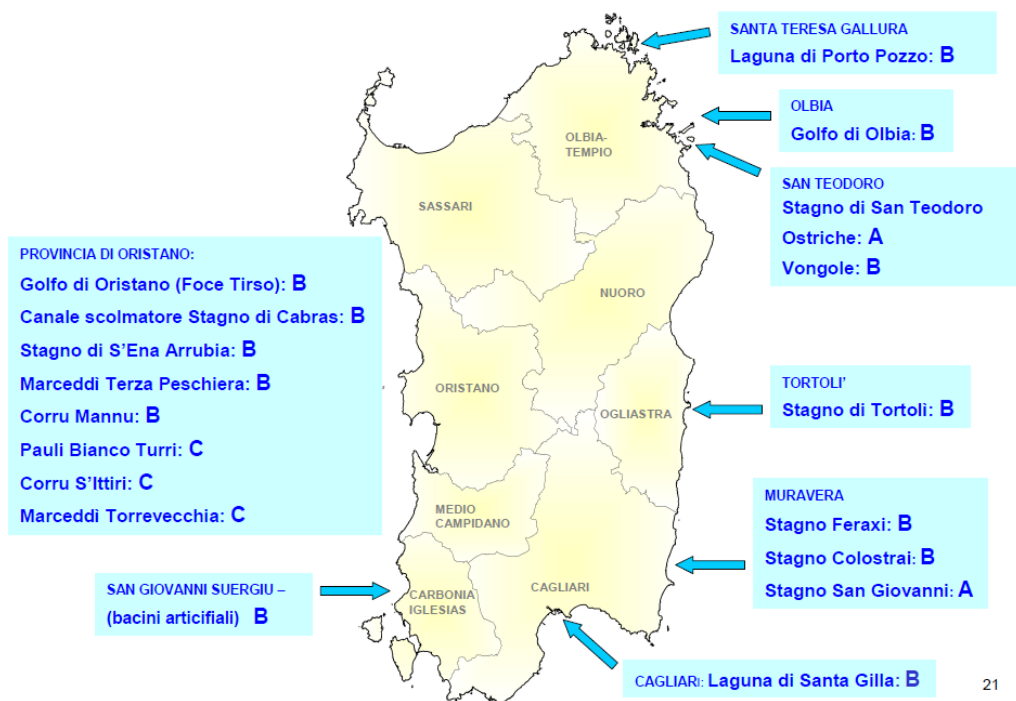 SANTA TERESA GALLURA
Laguna di Porto Pozzo: B
OLBIA
Golfo di Olbia: B
SAN TEODORO
Stagno di San Teodoro
Ostriche: A
Vongole: B
PROVINCIA DI ORISTANO:
Golfo di Oristano (Foce Tirso): B
Canale scolmatore Stagno di Cabras: B
Stagno di S'Ena Arrubia: B
Marceddì Terza Peschiera: B
Corru Mannu: B
Pauli Bianco Turri: C
Corru S'Ittiri: C
Marceddì Torrevecchia: C
OLBIA-
TEMPIO
SASSARI
NUORO
ORISTANO
OGLIASTRA
MEDIO
CAMPIDANO
CARBONIA
IGLESIAS
CAGLIARI
TORTOLI'
Stagno di Tortolì: B
MURAVERA
Stagno Feraxi: B
Stagno Colostrai: B
Stagno San Giovanni: A
SAN GIOVANNI SUERGIU –
(bacini articifiali) B
CAGLIARI: Laguna di Santa Gilla: B
21